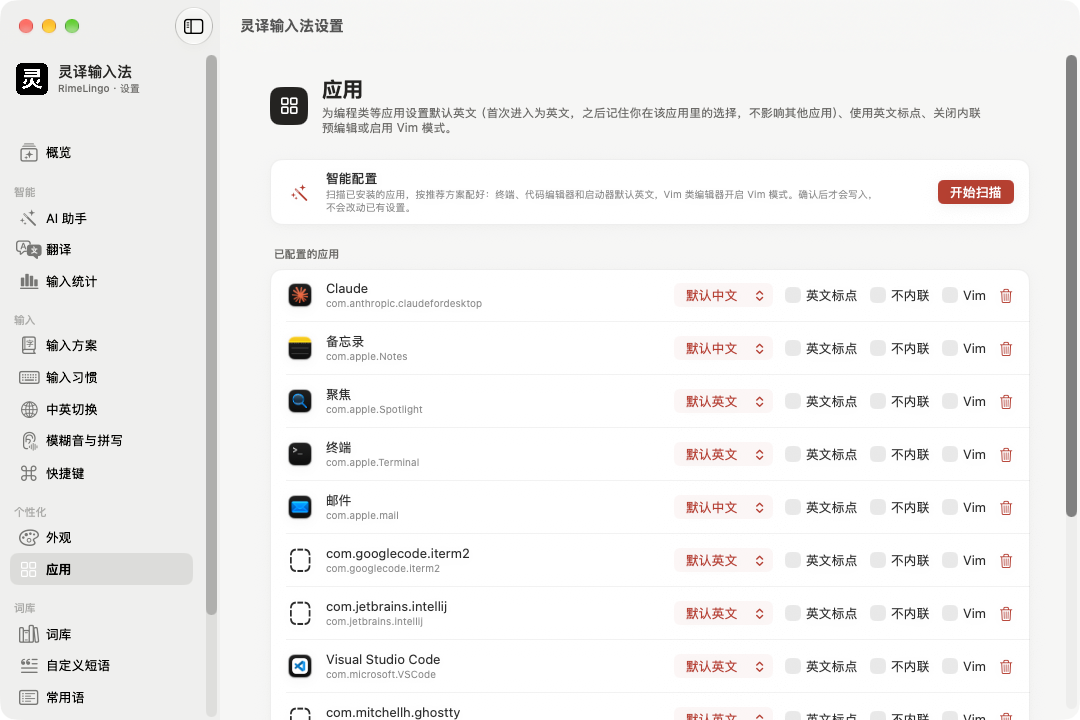 灵译输入法设置
灵
灵译输入法
RimeLingo · 设置
概览
智能
AI 助手
翻译
输入统计
输入
输入方案
输入习惯
中英切换
模糊音与拼写
快捷键
个性化
外观
应用
词库
词库
自定义短语
常用语
应用
为编程类等应用设置默认英文（首次进入为英文，之后记住你在该应用里的选择，不影响其他应用）、使用英文标点、关闭内联
预编辑或启用 Vim 模式。
智能配置
扫描已安装的应用，按推荐方案配好：终端、代码编辑器和启动器默认英文，Vim 类编辑器开启 Vim 模式。确认后才会写入，
不会改动已有设置。
开始扫描
已配置的应用
Claude
com.anthropic.claudefordesktop
默认中文 英文标点 不内联 Vim
备忘录
com.apple.Notes
默认中文 英文标点 不内联 Vim
聚焦
com.apple.Spotlight
默认英文 英文标点 不内联 Vim
终端
com.apple.Terminal
默认英文 英文标点 不内联 Vim
邮件
com.apple.mail
默认中文 英文标点 不内联 Vim
com.googlecode.iterm2
com.googlecode.iterm2
默认英文 英文标点 不内联 Vim
com.jetbrains.intellij
com.jetbrains.intellij
默认英文 英文标点 不内联 Vim
Visual Studio Code
com.microsoft.VSCode
默认英文 英文标点 不内联 Vim
com.mitchellh.ghostty
默认英文 英文标点 不内联 Vim